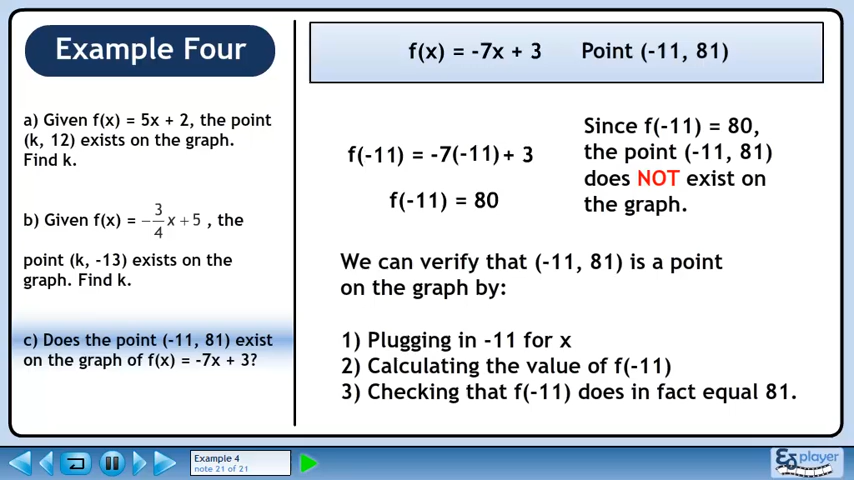 Example Four
a) Given f(x) = 5x + 2, the point
(k, 12) exists on the graph.
Find k.
b) Given f(x) = -3/4 x + 5 , the
point (k, -13) exists on the
graph. Find k.
c) Does the point (-11, 81) exist
on the graph of f(x) = -7x + 3?
f(x) = -7x + 3 Point (-11, 81)
f(-11) = -7(-11) + 3
f(-11) = 80
Since f(-11) = 80,
the point (-11, 81)
does NOT exist on
the graph.
We can verify that (-11, 81) is a point
on the graph by:
1) Plugging in -11 for x
2) Calculating the value of f(-11)
3) Checking that f(-11) does in fact equal 81.
Example 4
note 21 of 21
player